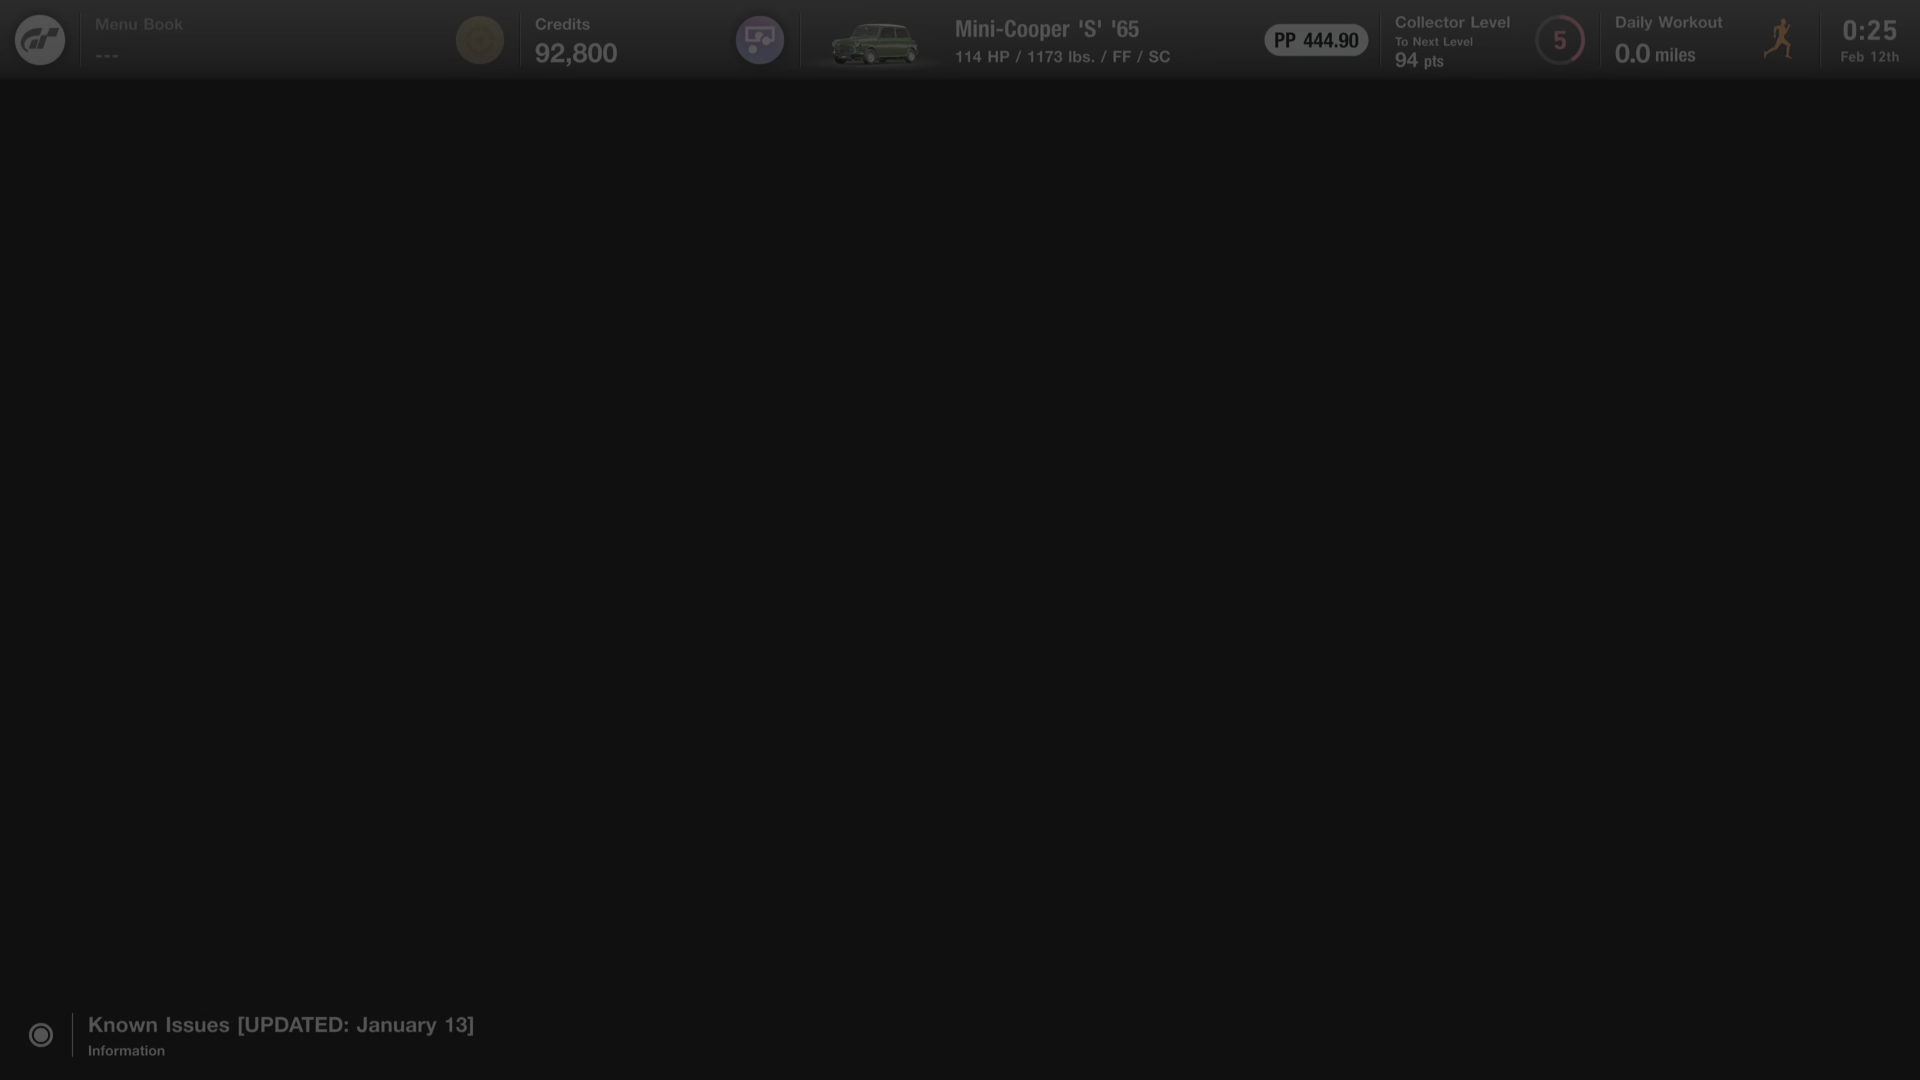 Menu Book
---
Credits
92,800
Mini-Cooper 'S' '65
114 HP / 1173 lbs. / FF / SC
PP 444.90
Collector Level
To Next Level
94 pts
5
Daily Workout
0.0 miles
0:25
Feb 12th
Known Issues [UPDATED: January 13]
Information